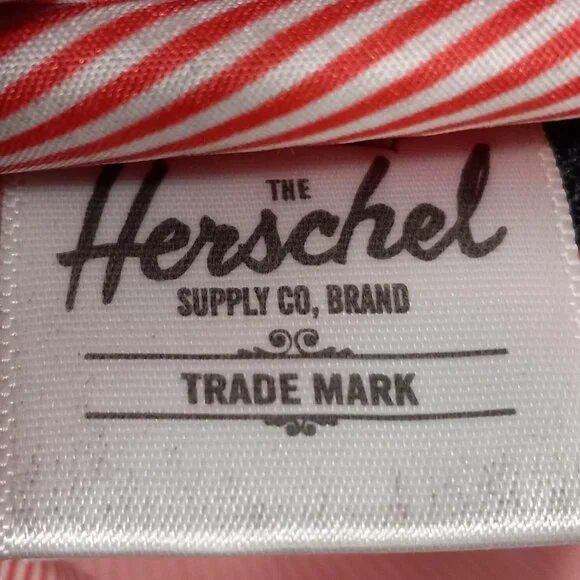 THE
Herschel
SUPPLY CO, BRAND
TRADE MARK